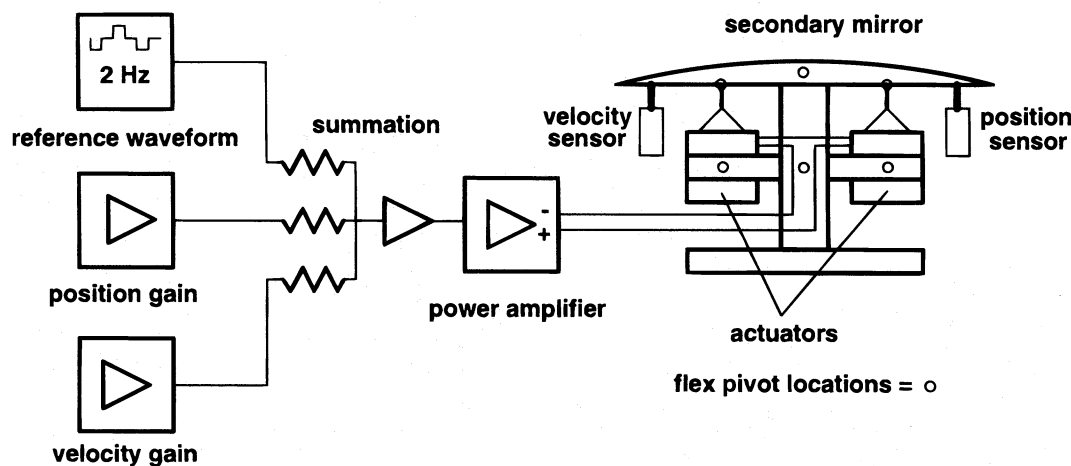 2 Hz
reference waveform
summation
position gain
velocity gain
power amplifier
-
+
secondary mirror
velocity
sensor
position
sensor
actuators
flex pivot locations = o